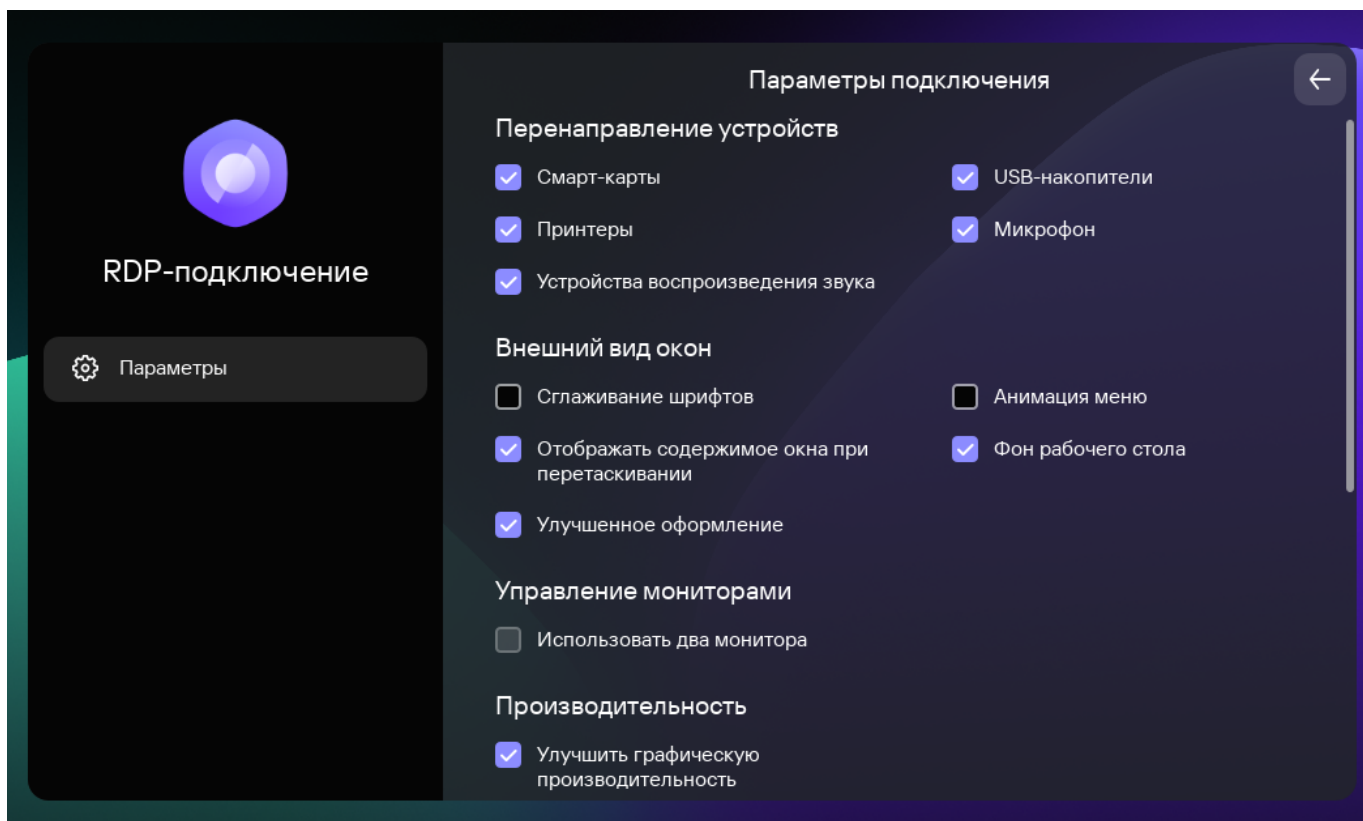 Параметры подключения
RDP-подключение
Параметры
Перенаправление устройств
Смарт-карты
USB-накопители
Принтеры
Микрофон
Устройства воспроизведения звука
Внешний вид окон
Сглаживание шрифтов
Анимация меню
Отображать содержимое окна при
перетаскивании
Фон рабочего стола
Улучшенное оформление
Управление мониторами
Использовать два монитора
Производительность
Улучшить графическую
производительность